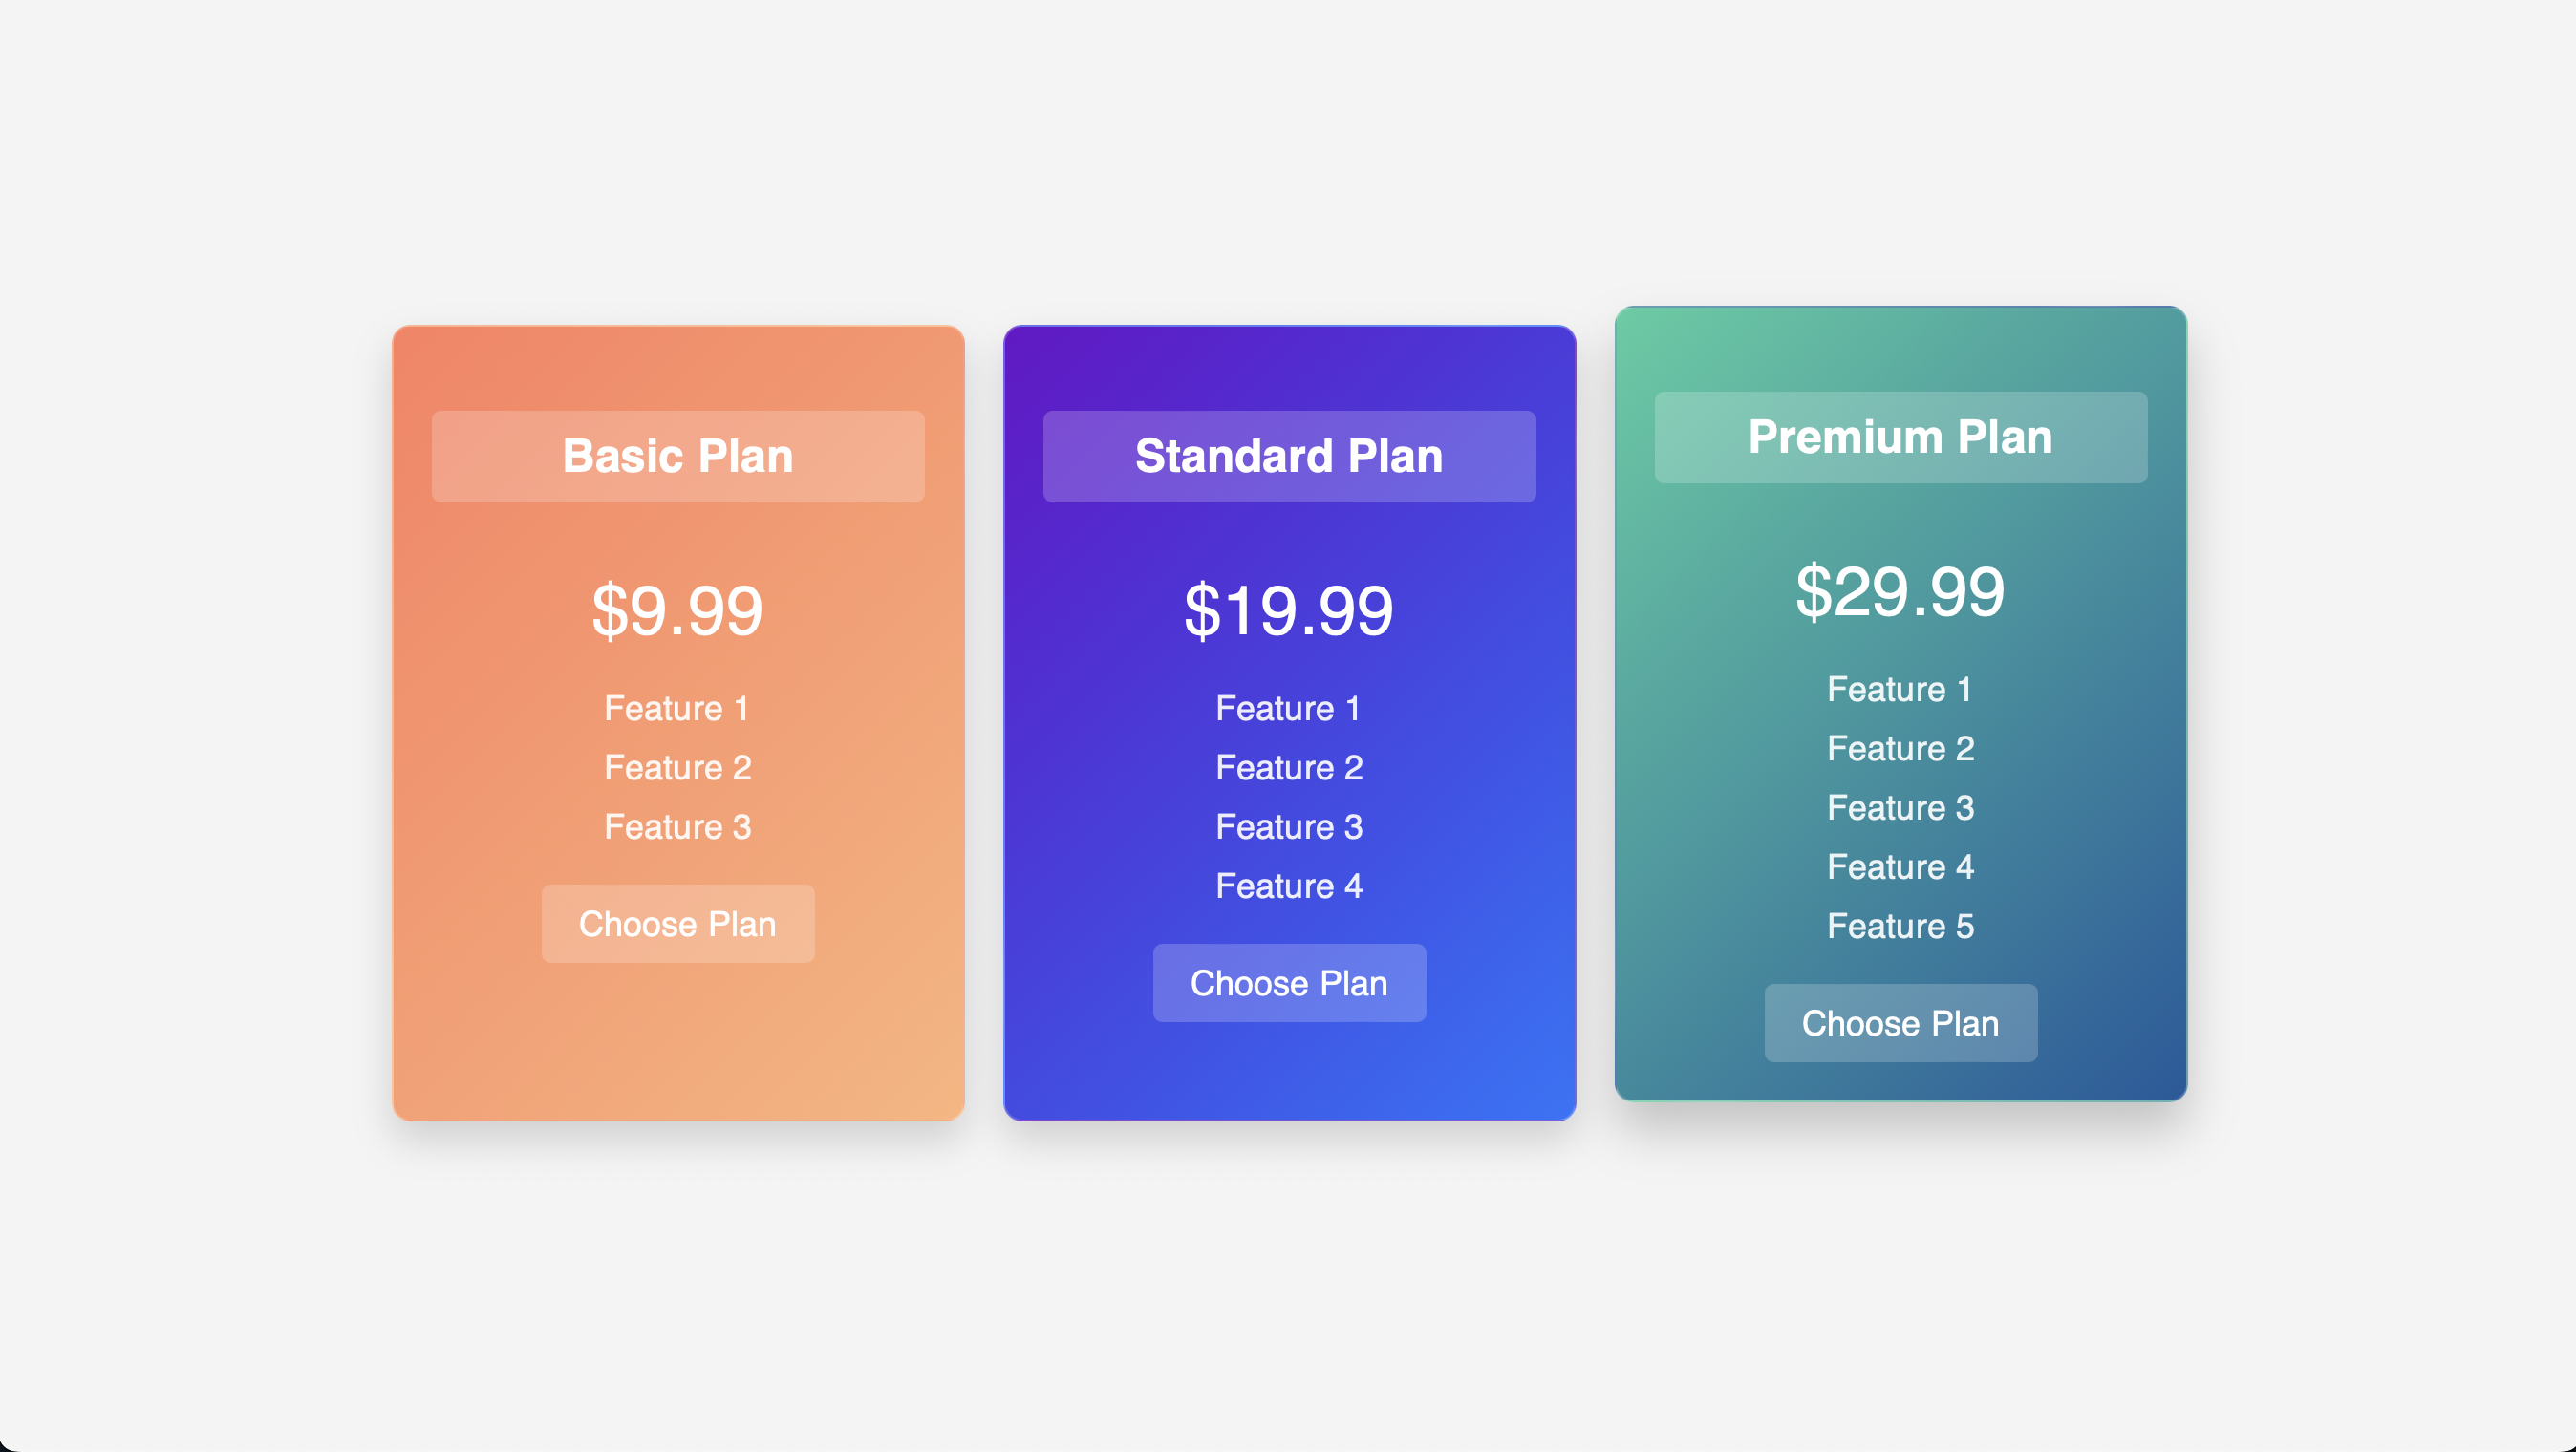 Basic Plan
$9.99
Feature 1
Feature 2
Feature 3
Choose Plan
Standard Plan
$19.99
Feature 1
Feature 2
Feature 3
Feature 4
Choose Plan
Premium Plan
$29.99
Feature 1
Feature 2
Feature 3
Feature 4
Feature 5
Choose Plan